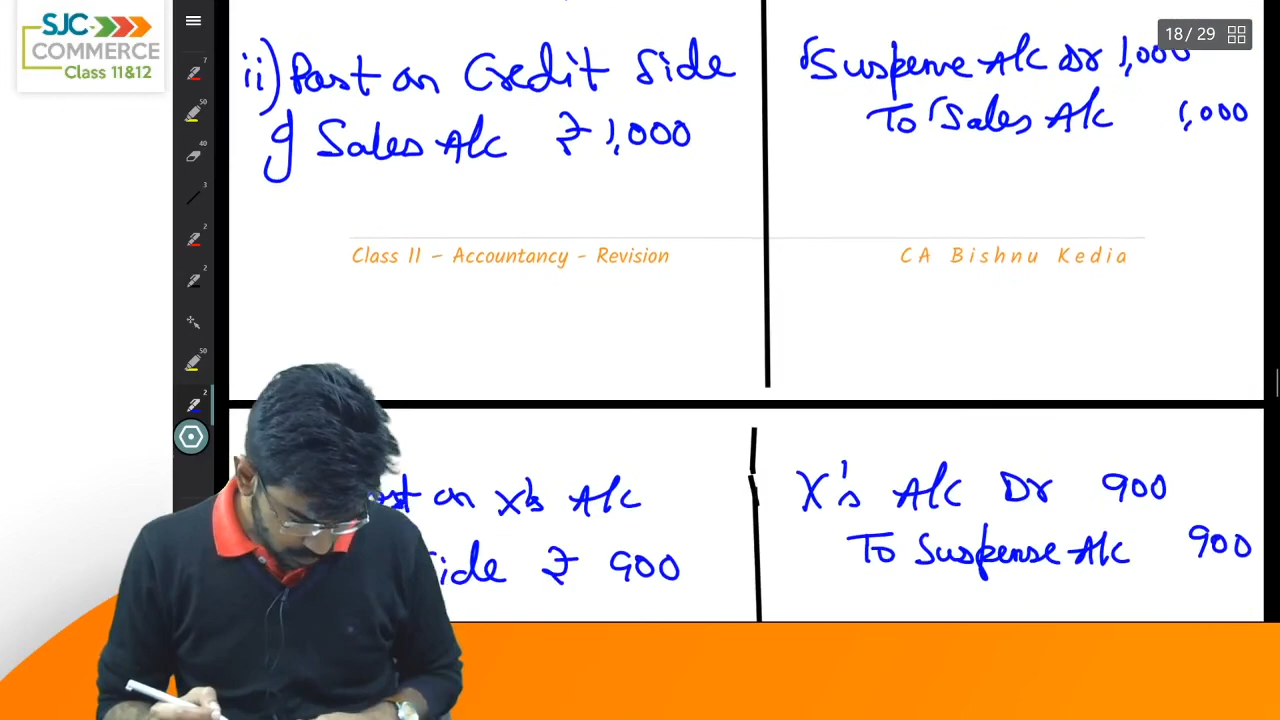 SJC
COMMERCE
Class 11&12
18 / 29
ii) Post on Credit Side
of Sales A/c ₹ 1,000
Suspense A/c Dr 1,000
To Sales A/c 1,000
Class 11 – Accountancy - Revision
CA Bishnu Kedia
on X's A/c
Side ₹ 900
X's A/c Dr 900
To Suspense A/c 900